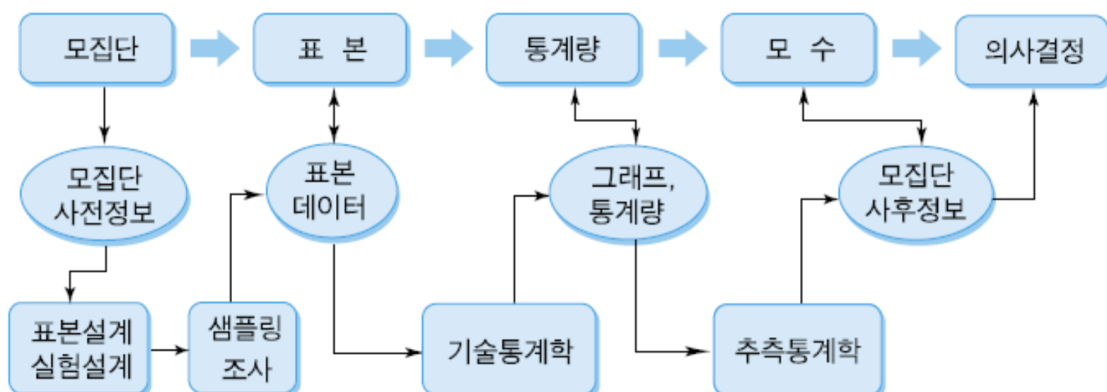 모집단
표 본
통계량
모 수
의사결정
모집단
사전정보
표본
데이터
그래프,
통계량
모집단
사후정보
표본설계
실험설계
샘플링
조사
기술통계학
추측통계학